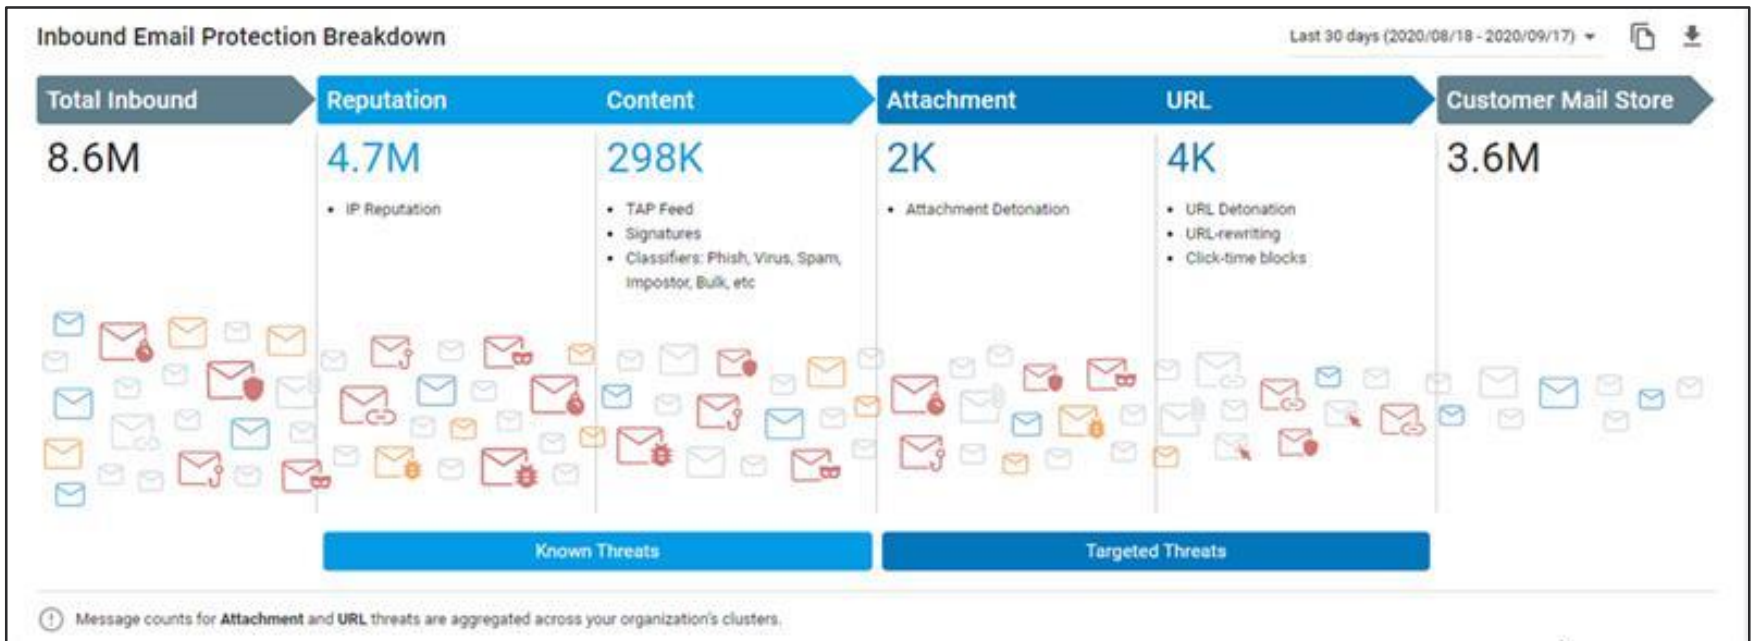 Inbound Email Protection Breakdown
Last 30 days (2020/08/18 - 2020/09/17)
Total Inbound
Reputation
Content
Attachment
URL
Customer Mail Store
8.6M
4.7M
298K
2K
4K
3.6M
• IP Reputation
• TAP Feed
• Signatures
• Classifiers: Phish, Virus, Spam,
Impostor, Bulk, etc
• Attachment Detonation
• URL Detonation
• URL-rewriting
• Click-time blocks
Known Threats
Targeted Threats
Message counts for Attachment and URL threats are aggregated across your organization's clusters.